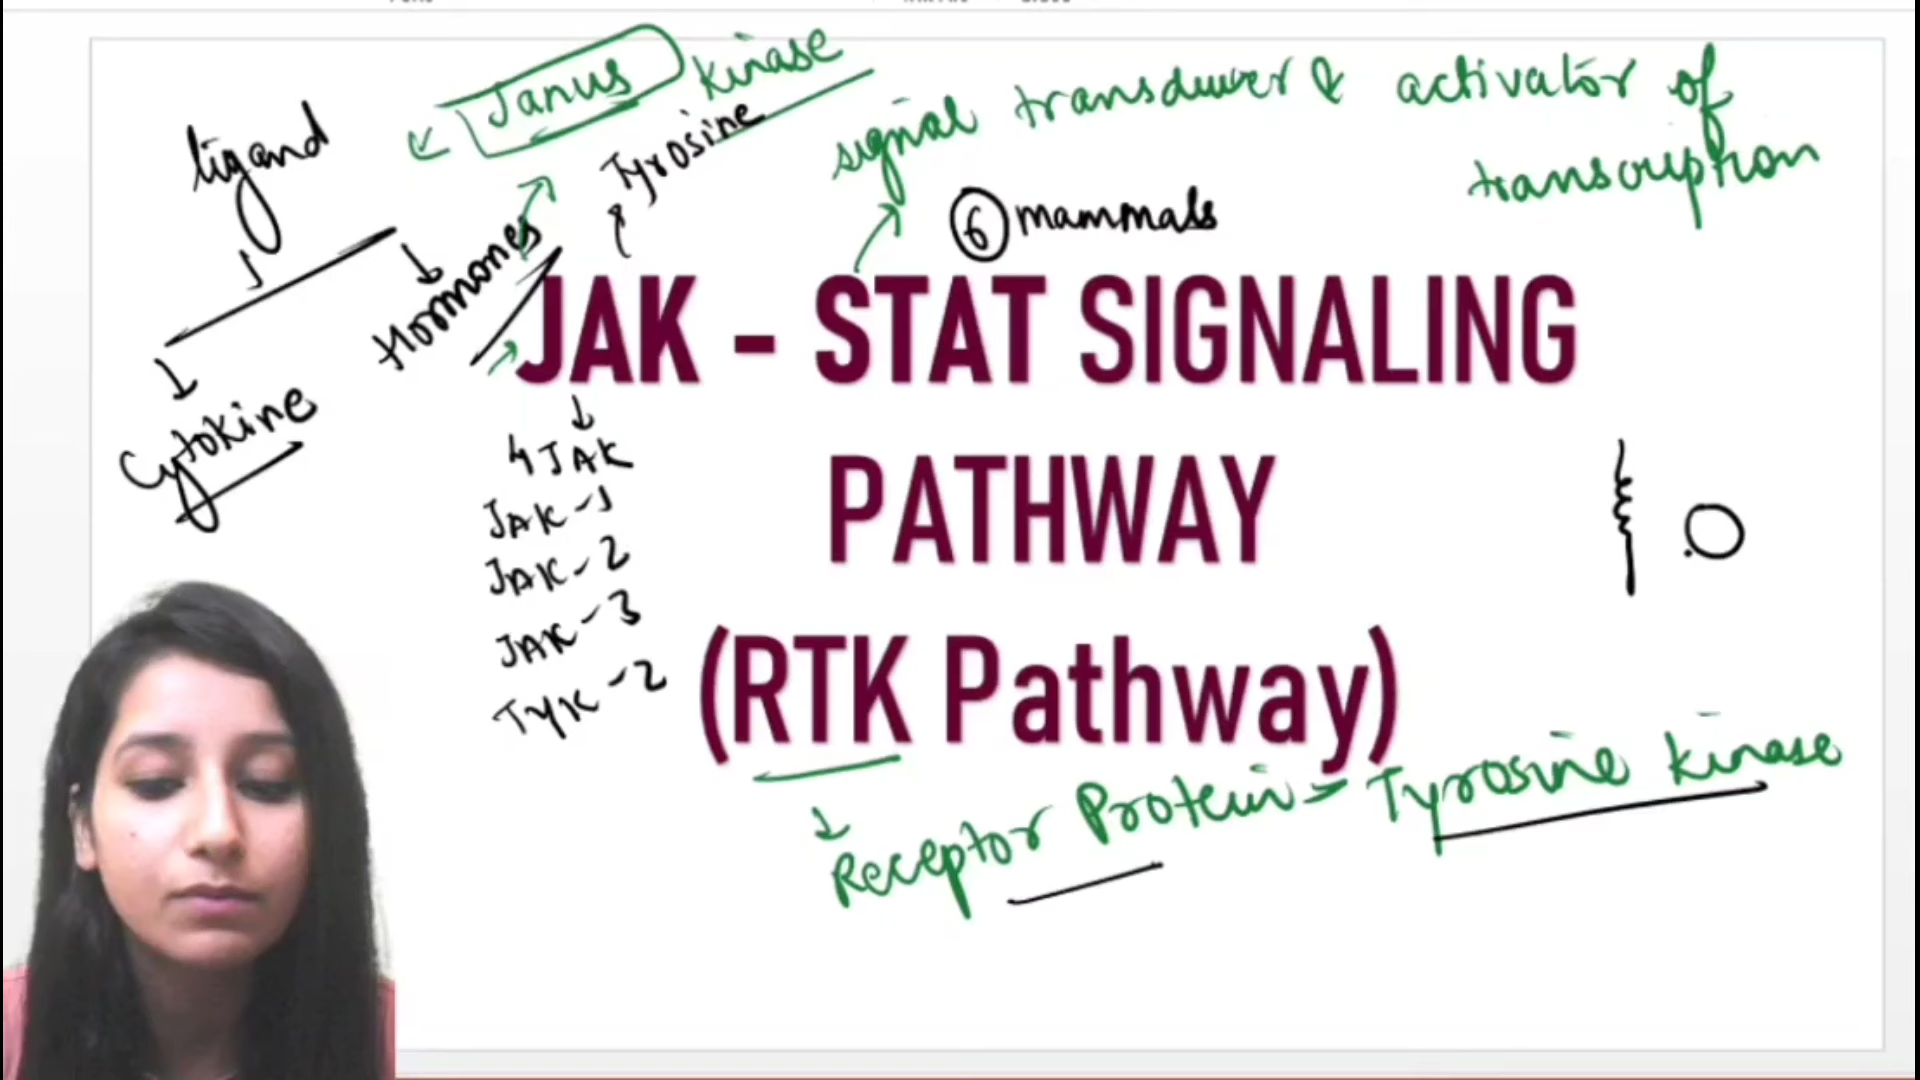 Janus kinase
Tyrosine
signal transducer & activator of
transcription
ligand
Hormones
Cytokine
6 mammals
JAK - STAT SIGNALING
PATHWAY
(RTK Pathway)
4 JAK
JAK-1
JAK-2
JAK-3
TYK-2
Receptor Protein - Tyrosine kinase